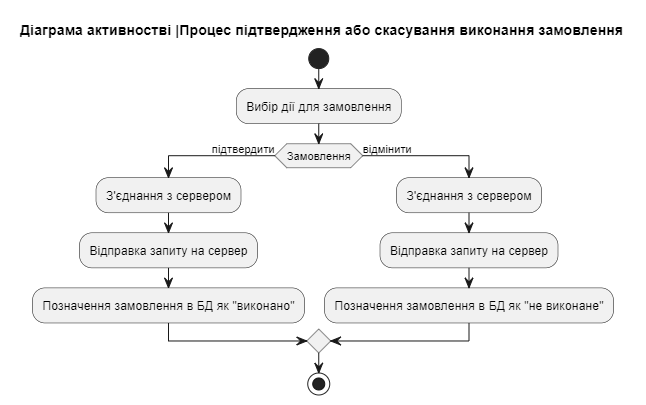 Діаграма активностві |Процес підтвердження або скасування виконання замовлення
Вибір дії для замовлення
підтвердити
Замовлення
відмінити
З'єднання з сервером
З'єднання з сервером
Відправка запиту на сервер
Відправка запиту на сервер
Позначення замовлення в БД як "виконано"
Позначення замовлення в БД як "не виконане"